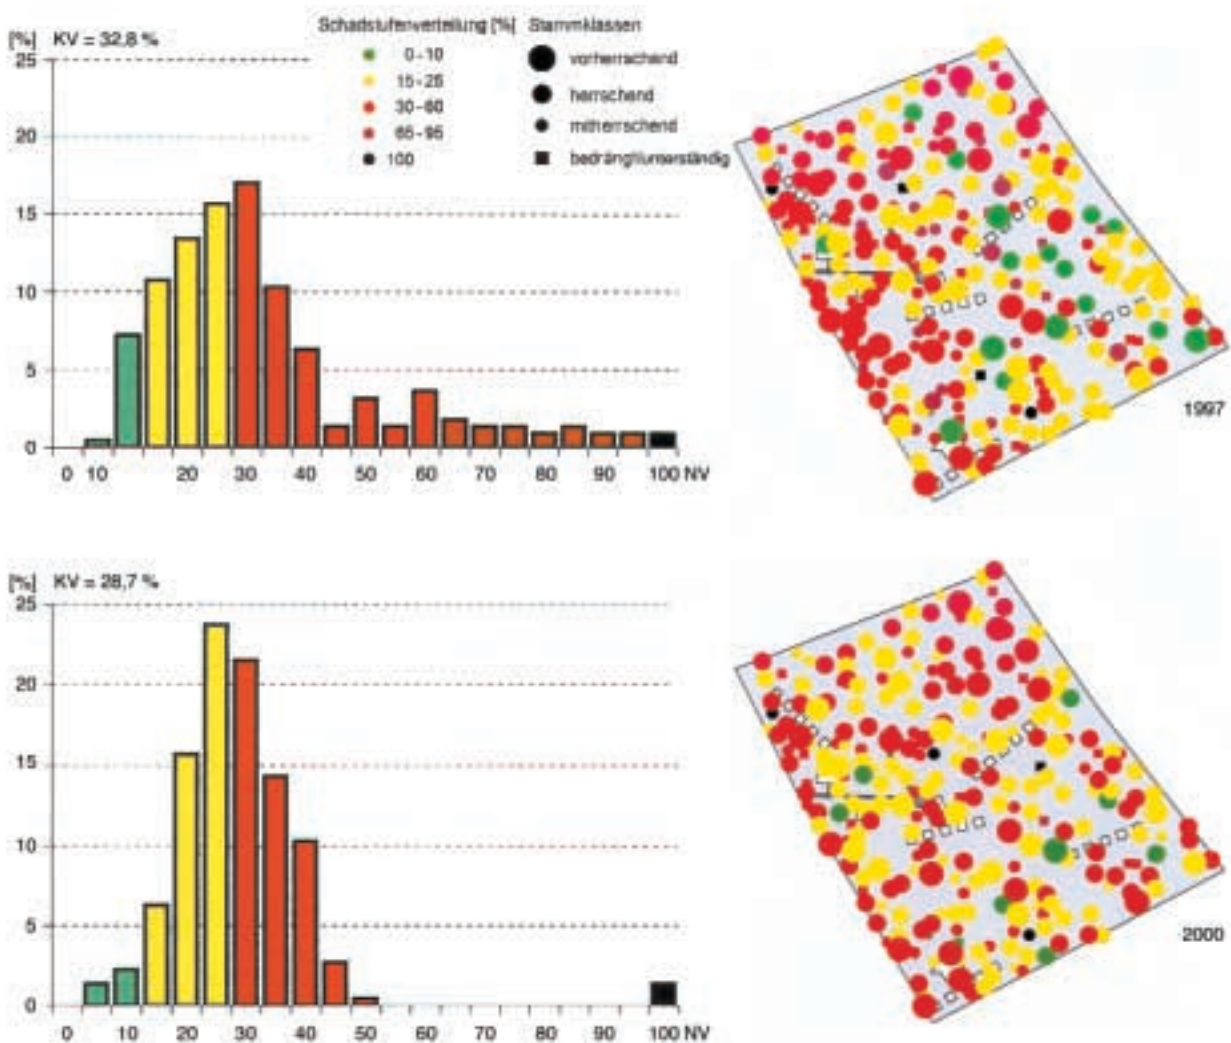 Schadstufenverteilung [%] Stammklassen
[%] KV = 32,8 %
0-10 vorherrschend
15-25 herrschend
30-60 mitherrschend
65-95 bedrängt/unterständig
100
25
20
15
10
5
0
0 10 20 30 40 50 60 70 80 90 100 NV
1997
[%] KV = 28,7 %
25
20
15
10
5
0
0 10 20 30 40 50 60 70 80 90 100 NV
2000